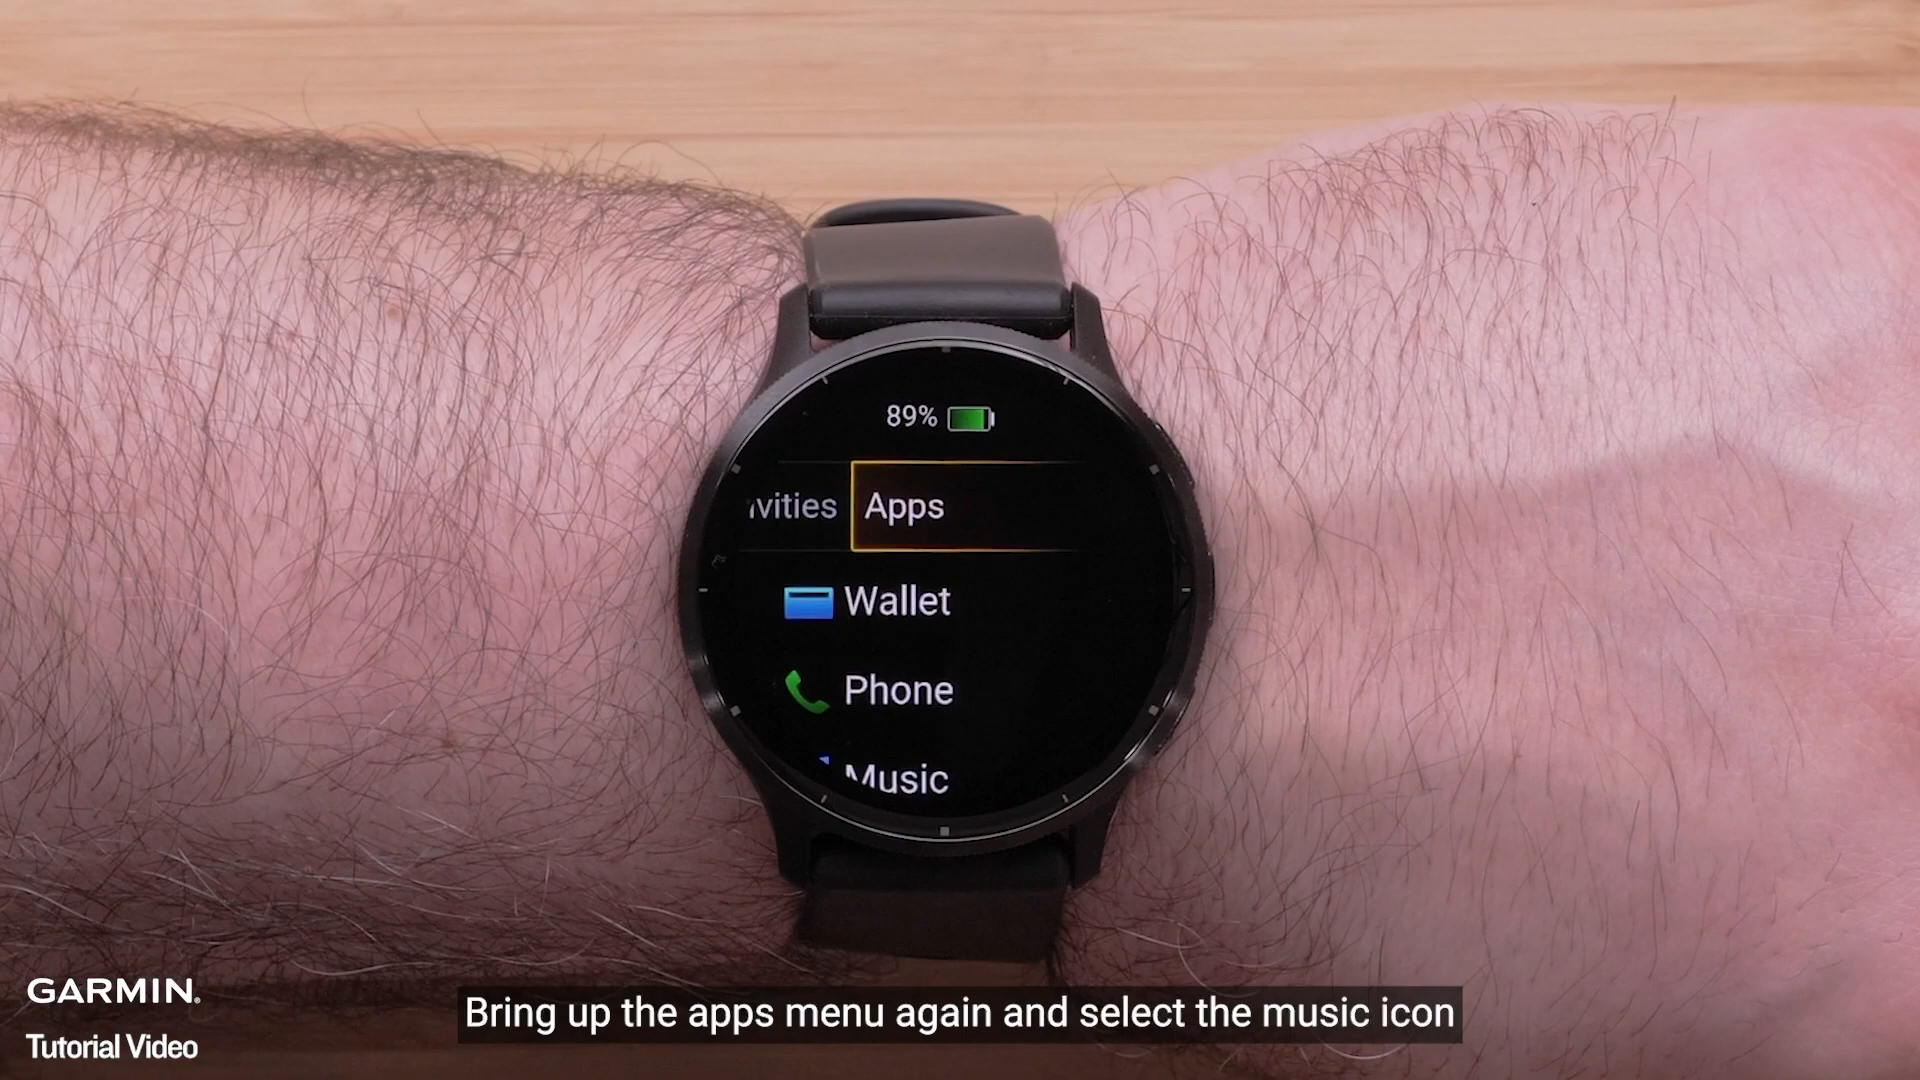 89%
ivities Apps
Wallet
Phone
Music
GARMIN.
Tutorial Video
Bring up the apps menu again and select the music icon